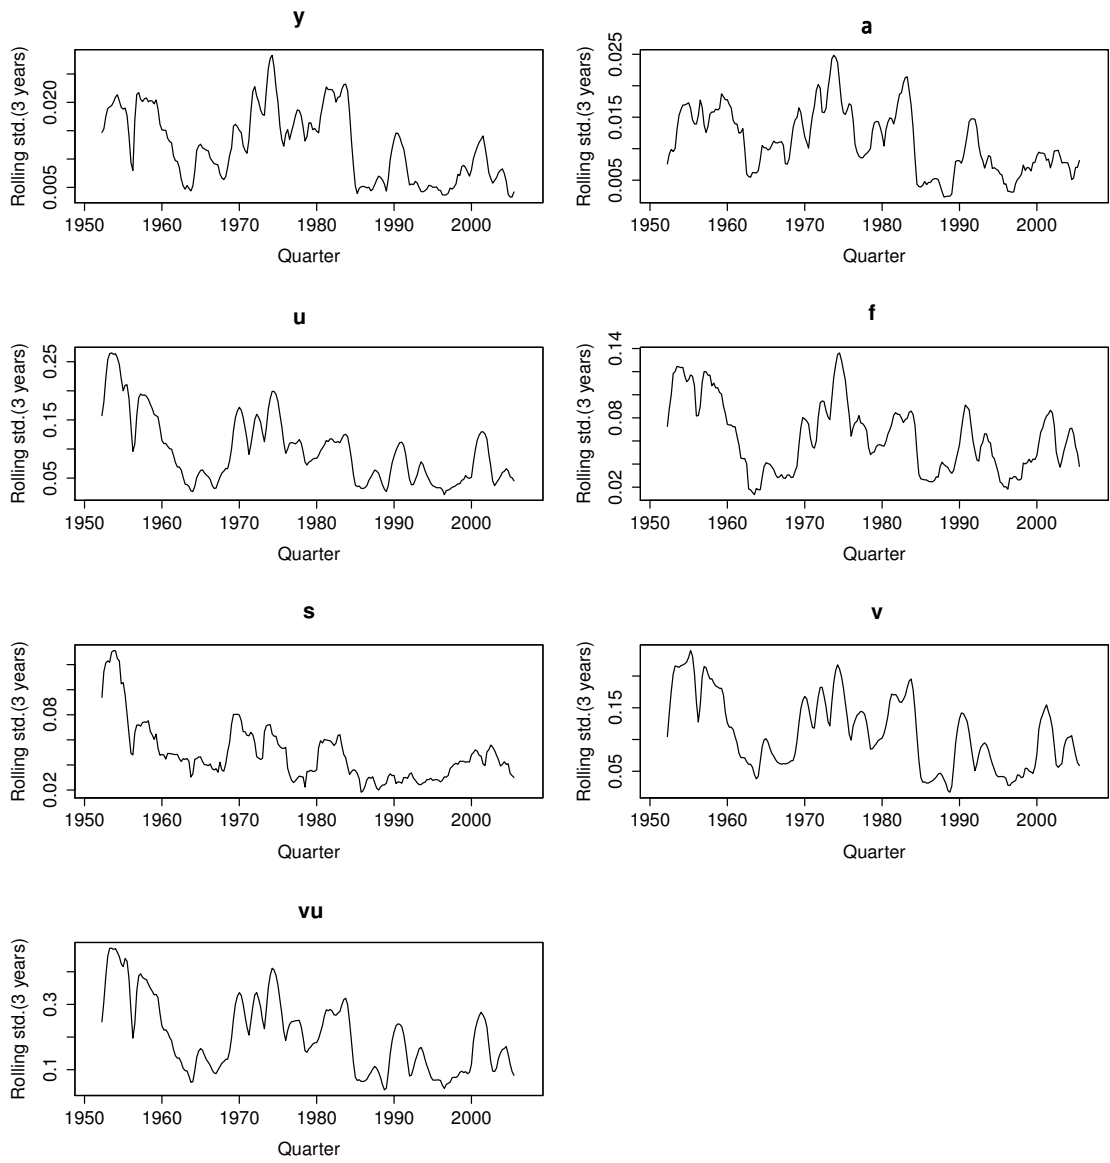 y
Rolling std.(3 years)
0.005 0.020
1950 1960 1970 1980 1990 2000
Quarter
a
Rolling std.(3 years)
0.005 0.015 0.025
1950 1960 1970 1980 1990 2000
Quarter
u
Rolling std.(3 years)
0.05 0.15 0.25
1950 1960 1970 1980 1990 2000
Quarter
f
Rolling std.(3 years)
0.02 0.08 0.14
1950 1960 1970 1980 1990 2000
Quarter
s
Rolling std.(3 years)
0.02 0.08
1950 1960 1970 1980 1990 2000
Quarter
v
Rolling std.(3 years)
0.05 0.15
1950 1960 1970 1980 1990 2000
Quarter
vu
Rolling std.(3 years)
0.1 0.3
1950 1960 1970 1980 1990 2000
Quarter